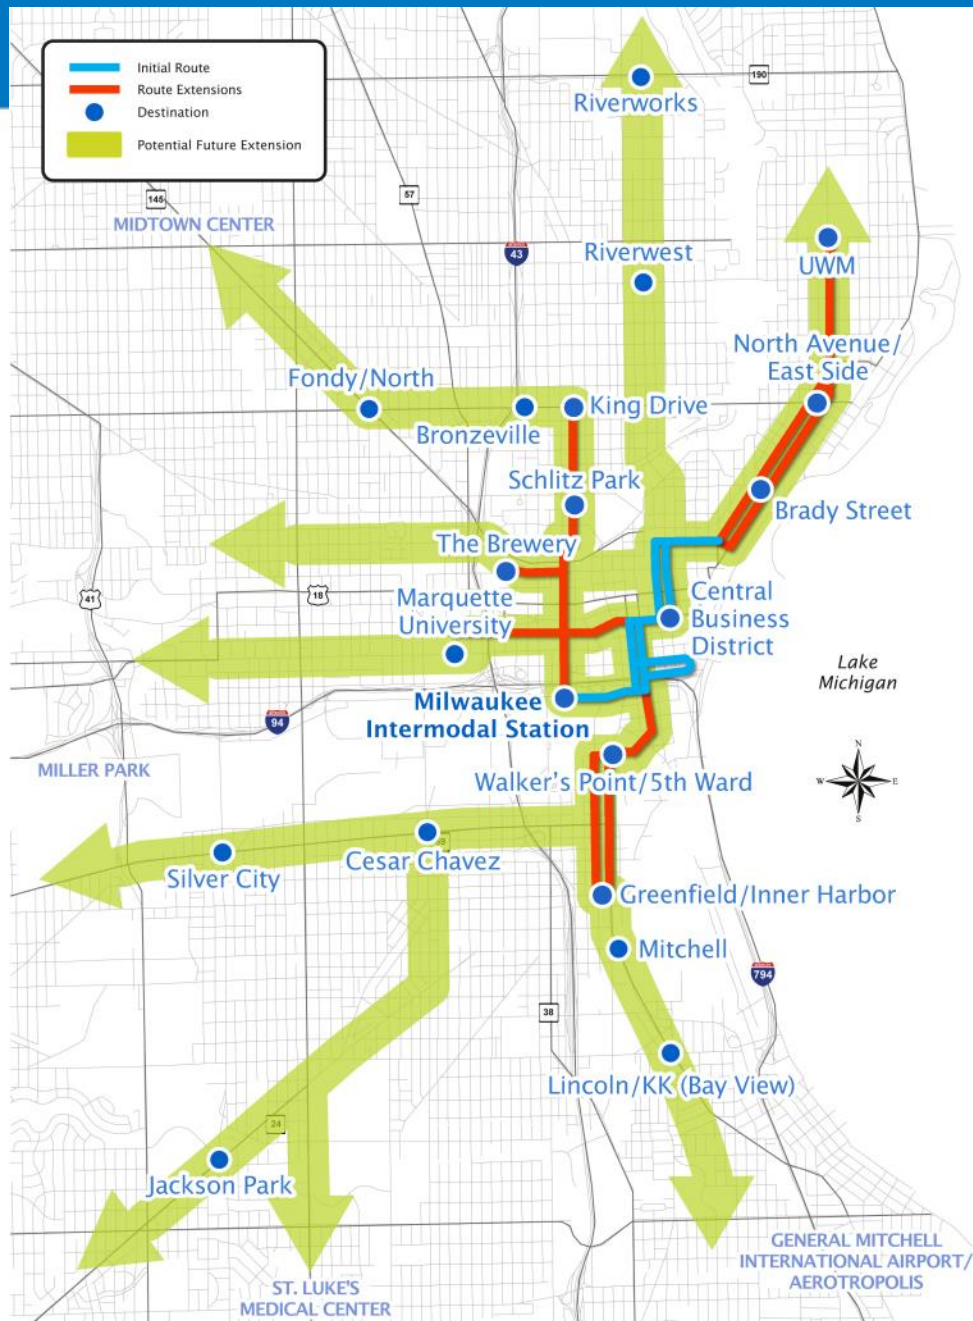 Initial Route
Route Extensions
Destination
Potential Future Extension
190
Riverworks
145
57
MIDTOWN CENTER
43
Riverwest
UWM
North Avenue/
East Side
Fondy/North
King Drive
Bronzeville
Schlitz Park
Brady Street
The Brewery
41
18
Marquette
University
Central
Business
District
Lake
Michigan
Milwaukee
Intermodal Station
94
MILLER PARK
N
W
E
S
Walker's Point/5th Ward
Cesar Chavez
Silver City
Greenfield/Inner Harbor
Mitchell
794
38
Lincoln/KK (Bay View)
24
Jackson Park
GENERAL MITCHELL
INTERNATIONAL AIRPORT/
AEROTROPOLIS
ST. LUKE'S
MEDICAL CENTER